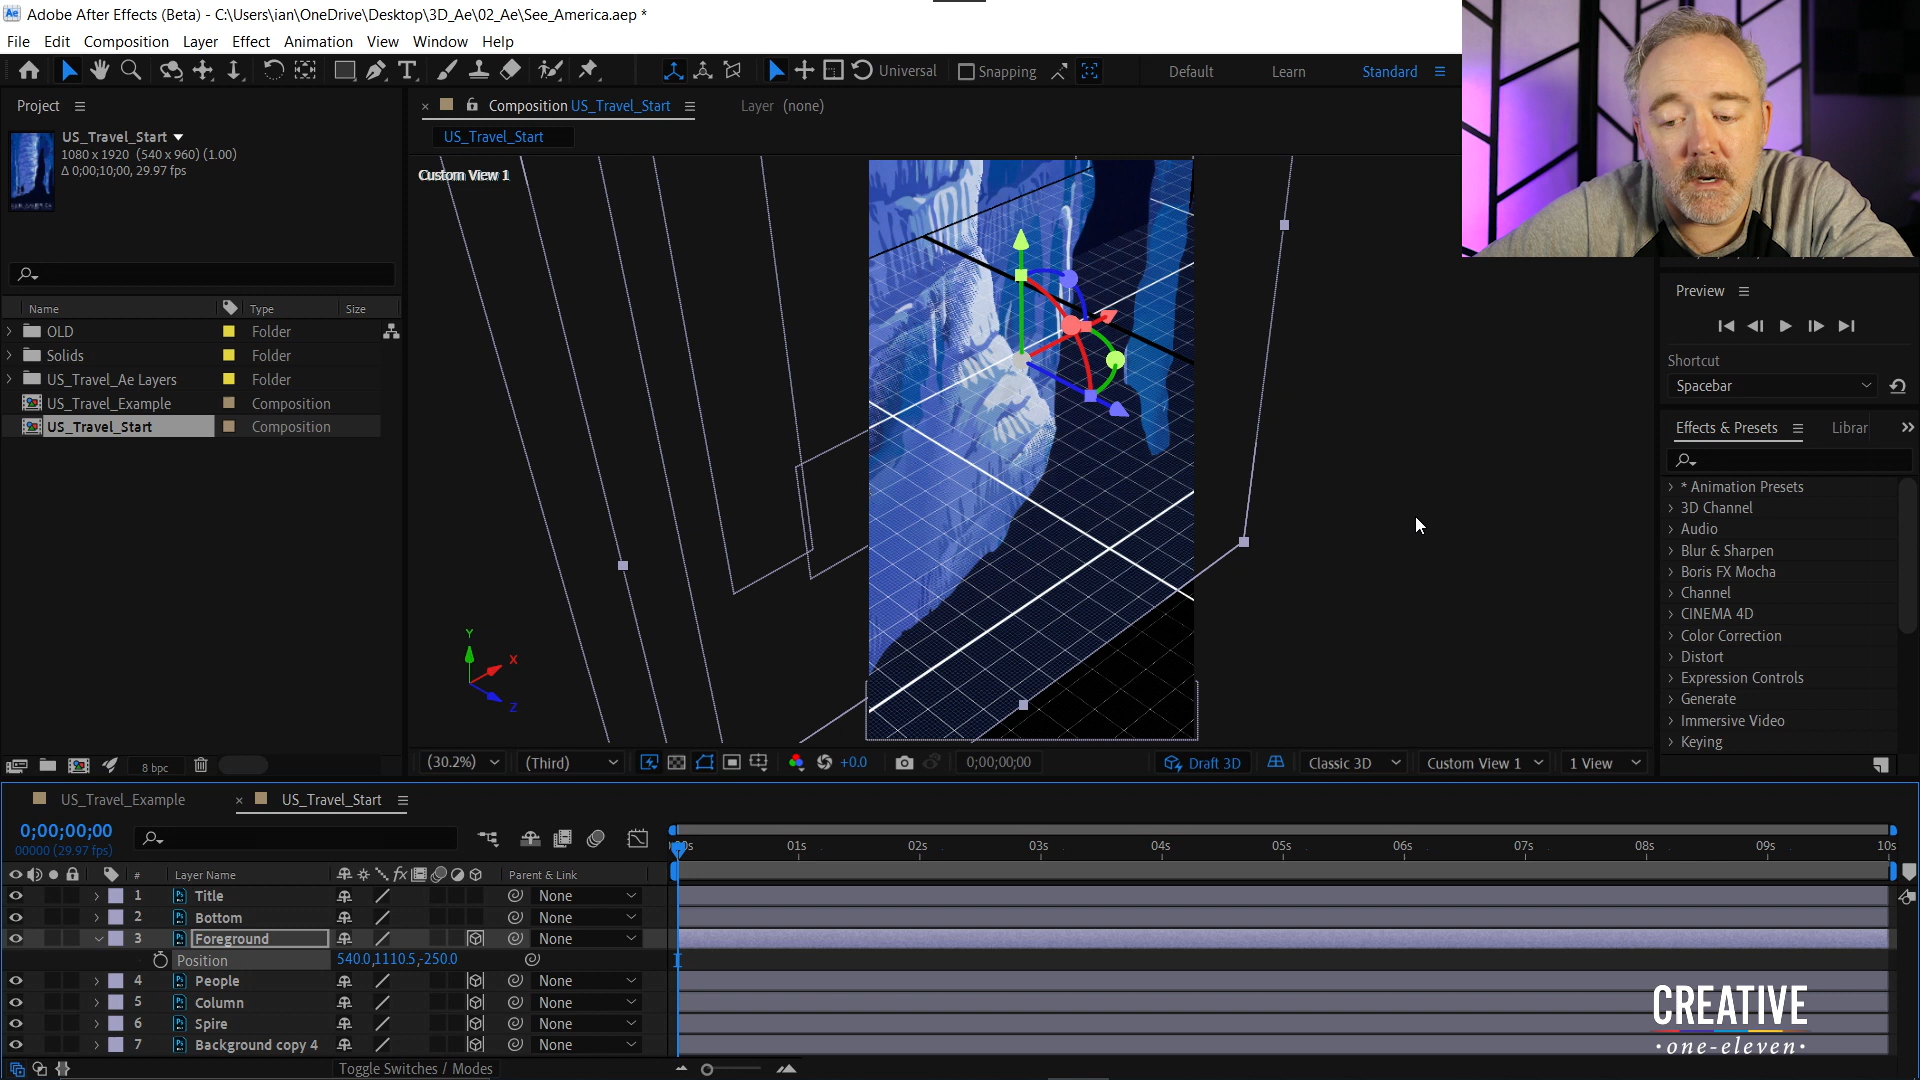 Adobe After Effects (Beta) - C:\Users\ian\OneDrive\Desktop\3D_Ae\02_Ae\See_America.aep *
File Edit Composition Layer Effect Animation View Window Help
Universal Snapping Default Learn Standard
Project
Composition US_Travel_Start Layer (none)
US_Travel_Start
1080 x 1920 (540 x 960) (1.00)
Δ 0;00;10;00, 29.97 fps
US_Travel_Start
Custom View 1
Name Type Size
OLD Folder
Solids Folder
US_Travel_Ae Layers Folder
US_Travel_Example Composition
US_Travel_Start Composition
Y
X
Z
8 bpc
(30.2%) (Third) +0.0 0;00;00;00 Draft 3D Classic 3D Custom View 1 1 View
Preview
Shortcut
Spacebar
Effects & Presets Librar
* Animation Presets
3D Channel
Audio
Blur & Sharpen
Boris FX Mocha
Channel
CINEMA 4D
Color Correction
Distort
Expression Controls
Generate
Immersive Video
Keying
US_Travel_Example US_Travel_Start
0;00;00;00
00000 (29.97 fps)
01s 02s 03s 04s 05s 06s 07s 08s 09s 10s
# Layer Name fx Parent & Link
1 Title None
2 Bottom None
3 Foreground None
Position 540.0,1110.5,-250.0
4 People None
5 Column None
6 Spire None
7 Background copy 4 None
Toggle Switches / Modes
CREATIVE
•one-eleven•